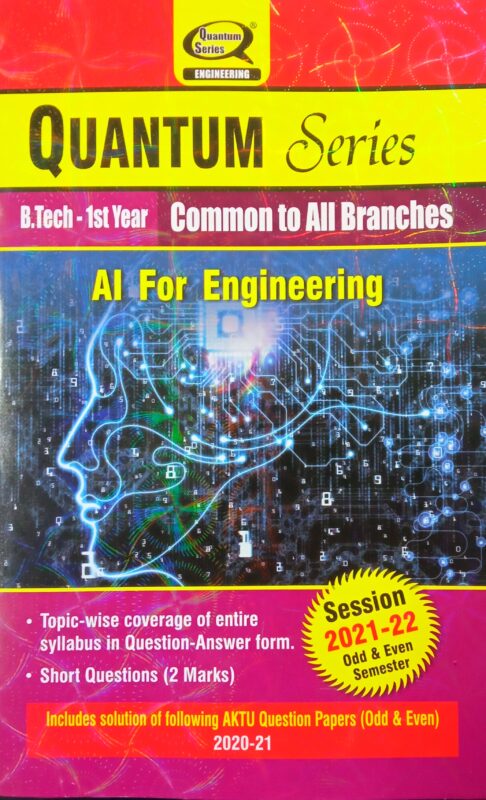 Quantum
Series
®
ENGINEERING
QUANTUM Series
B.Tech - 1st Year Common to All Branches
AI For Engineering
• Topic-wise coverage of entire
syllabus in Question-Answer form.
• Short Questions (2 Marks)
Session
2021-22
Odd & Even
Semester
Includes solution of following AKTU Question Papers (Odd & Even)
2020-21